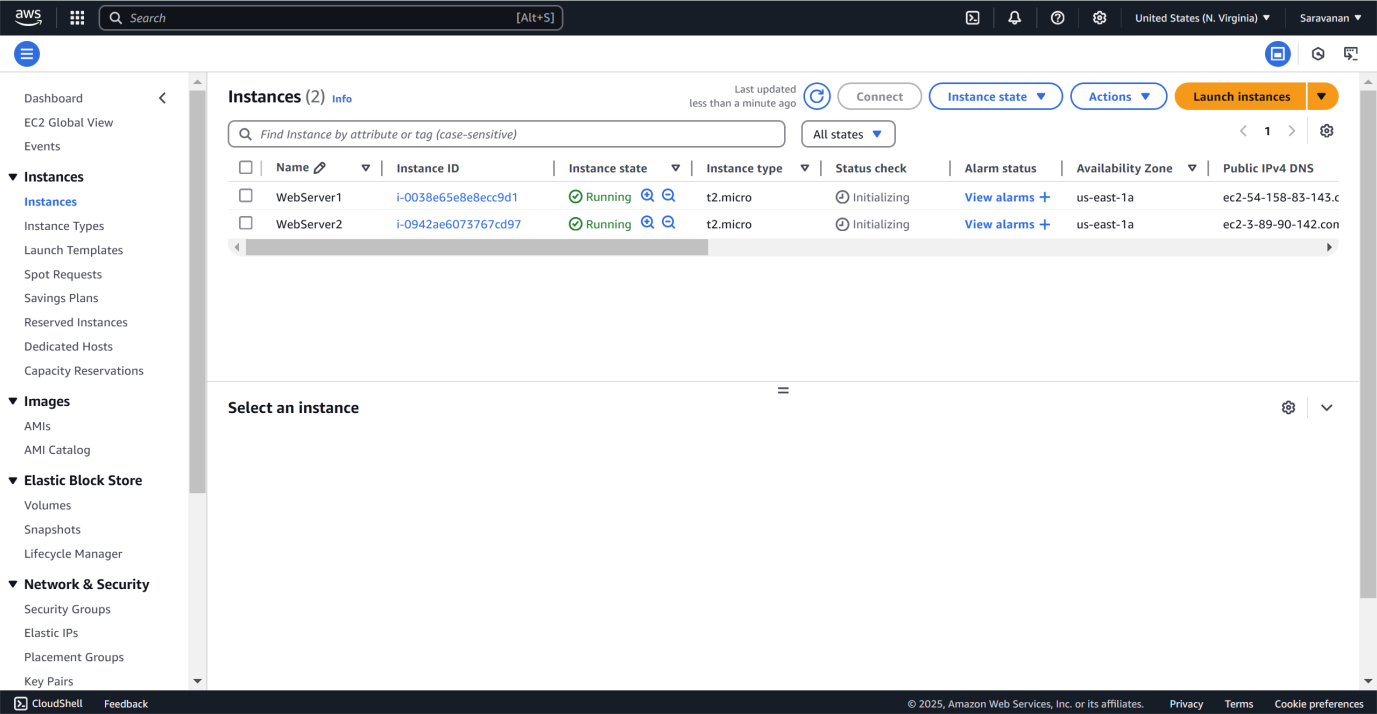 aws
Search [Alt+S]
United States (N. Virginia)
Saravanan
Dashboard
EC2 Global View
Events
Instances
Instances
Instance Types
Launch Templates
Spot Requests
Savings Plans
Reserved Instances
Dedicated Hosts
Capacity Reservations
Images
AMIs
AMI Catalog
Elastic Block Store
Volumes
Snapshots
Lifecycle Manager
Network & Security
Security Groups
Elastic IPs
Placement Groups
Key Pairs
Instances (2) Info
Last updated
less than a minute ago
Connect
Instance state
Actions
Launch instances
Find Instance by attribute or tag (case-sensitive)
All states
1
Name Instance ID Instance state Instance type Status check Alarm status Availability Zone Public IPv4 DNS
WebServer1 i-0038e65e8e8ecc9d1 Running t2.micro Initializing View alarms + us-east-1a ec2-54-158-83-143.c
WebServer2 i-0942ae6073767cd97 Running t2.micro Initializing View alarms + us-east-1a ec2-3-89-90-142.con
Select an instance
CloudShell Feedback © 2025, Amazon Web Services, Inc. or its affiliates. Privacy Terms Cookie preferences